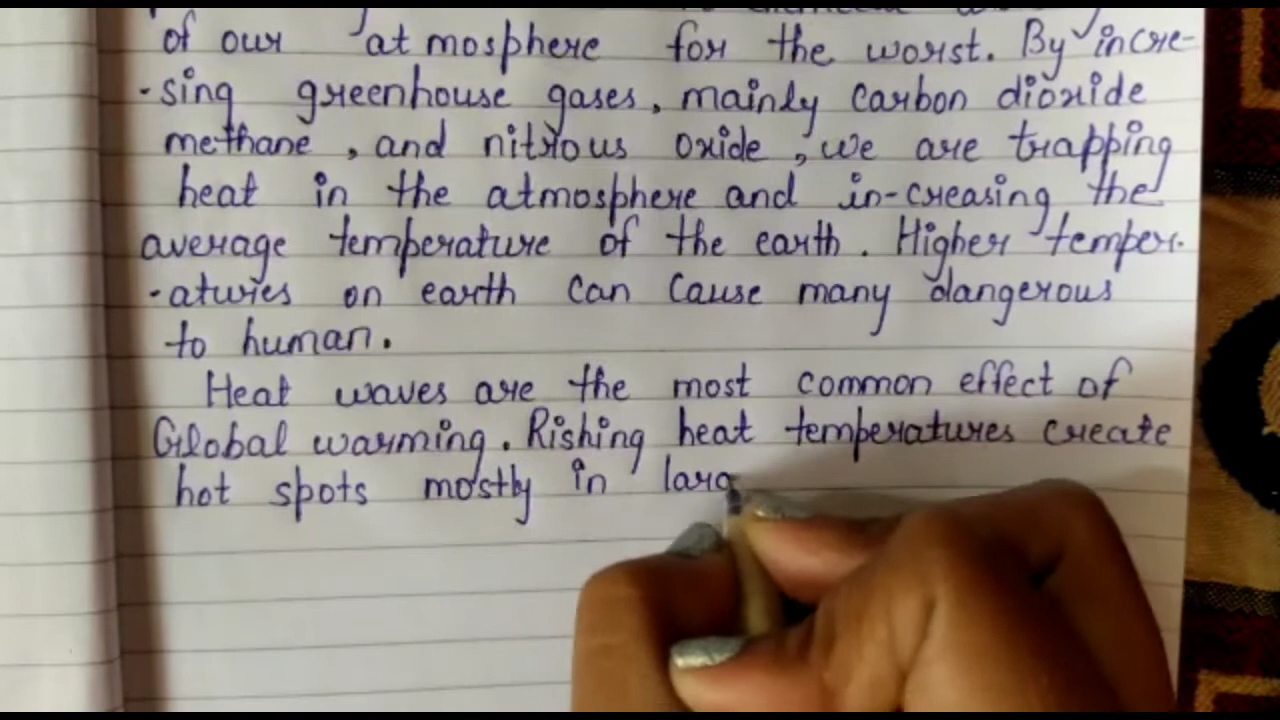 of our atmosphere for the worst. By incre-
-sing greenhouse gases, mainly carbon dioxide
methane, and nitrous oxide, we are trapping
heat in the atmosphere and in-creasing the
average temperature of the earth. Higher temper-
-aturies on earth can cause many dangerous
to human.
Heat waves are the most common effect of
Global warming. Rishing heat temperatures create
hot spots mostly in larg